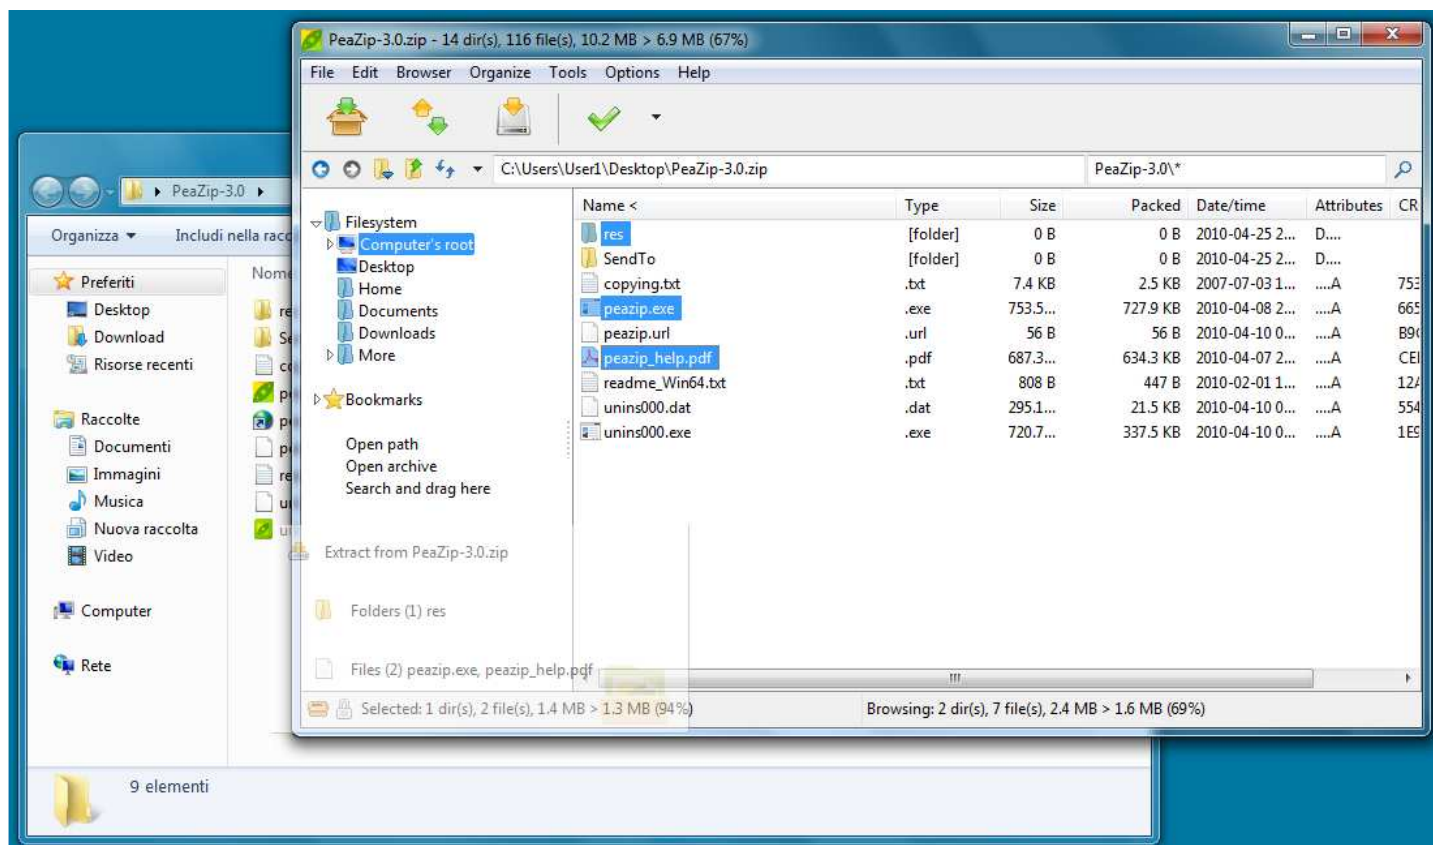 PeaZip-3.0.zip - 14 dir(s), 116 file(s), 10.2 MB > 6.9 MB (67%)
File Edit Browser Organize Tools Options Help
C:\Users\User1\Desktop\PeaZip-3.0.zip PeaZip-3.0\*
Filesystem
Computer's root
Desktop
Home
Documents
Downloads
More
Bookmarks
Open path
Open archive
Search and drag here
Name < Type Size Packed Date/time Attributes CR
res [folder] 0 B 0 B 2010-04-25 2... D....
SendTo [folder] 0 B 0 B 2010-04-25 2... D....
copying.txt .txt 7.4 KB 2.5 KB 2007-07-03 1... ....A 753
peazip.exe .exe 753.5... 727.9 KB 2010-04-08 2... ....A 665
peazip.url .url 56 B 56 B 2010-04-10 0... ....A
peazip_help.pdf .pdf 687.3... 634.3 KB 2010-04-07 2... ....A
readme_Win64.txt .txt 808 B 447 B 2010-02-01 1... ....A
unins000.dat .dat 295.1... 21.5 KB 2010-04-10 0... ....A 554
unins000.exe .exe 720.7... 337.5 KB 2010-04-10 0... ....A
Extract from PeaZip-3.0.zip
Folders (1) res
Files (2) peazip.exe, peazip_help.pdf
Selected: 1 dir(s), 2 file(s), 1.4 MB > 1.3 MB (94%) Browsing: 2 dir(s), 7 file(s), 2.4 MB > 1.6 MB (69%)
PeaZip-3.0
Organizza Includi nella
Preferiti
Desktop
Download
Risorse recenti
Raccolte
Documenti
Immagini
Musica
Nuova raccolta
Video
Computer
Rete
9 elementi